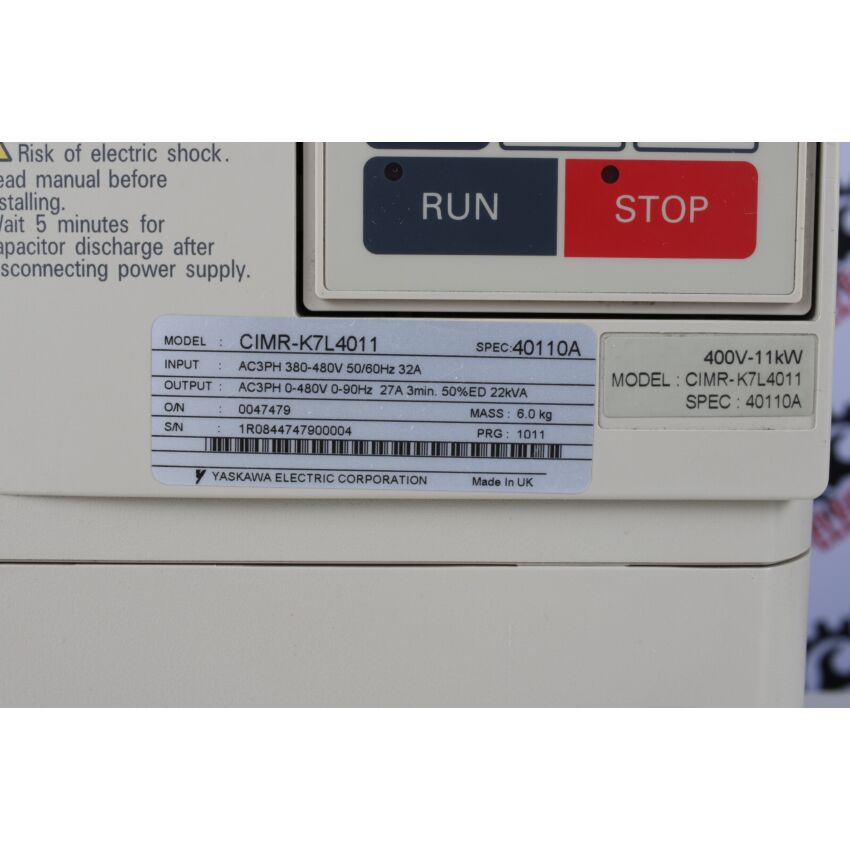 Risk of electric shock.
ead manual before
stalling.
ait 5 minutes for
apacitor discharge after
sconnecting power supply.
RUN
STOP
MODEL : CIMR-K7L4011 SPEC:40110A
INPUT : AC3PH 380-480V 50/60Hz 32A
OUTPUT : AC3PH 0-480V 0-90Hz 27A 3min. 50%ED 22kVA
O/N : 0047479 MASS : 6.0 kg
S/N : 1R0844747900004 PRG : 1011
YASKAWA ELECTRIC CORPORATION Made In UK
400V-11kW
MODEL : CIMR-K7L4011
SPEC : 40110A